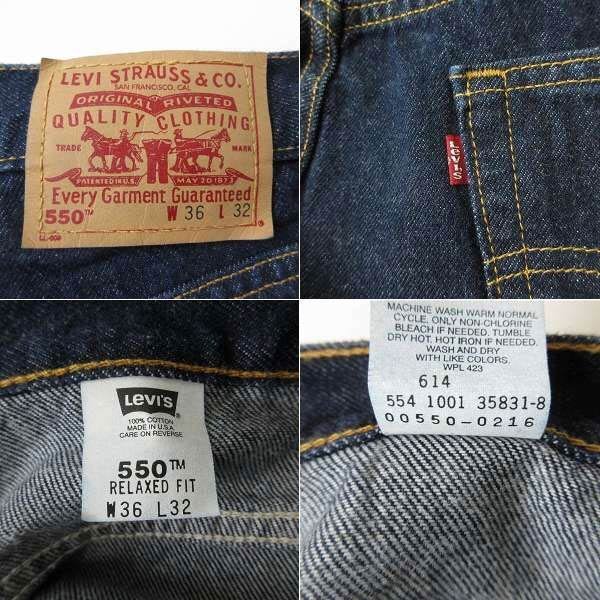 LEVI STRAUSS & CO.
SAN FRANCISCO, CAL
ORIGINAL RIVETED
QUALITY CLOTHING
TRADE MARK
PATENTED IN U.S. MAY 20 1873
Every Garment Guaranteed
550™ W 36 L 32
Levi's
Levi's
100% COTTON
MADE IN U.S.A.
CARE ON REVERSE
550™
RELAXED FIT
W36 L32
MACHINE WASH WARM NORMAL
CYCLE. ONLY NON-CHLORINE
BLEACH IF NEEDED. TUMBLE
DRY HOT. HOT IRON IF NEEDED.
WASH AND DRY
WITH LIKE COLORS.
WPL 423
614
554 1001 35831-8
00550-0216